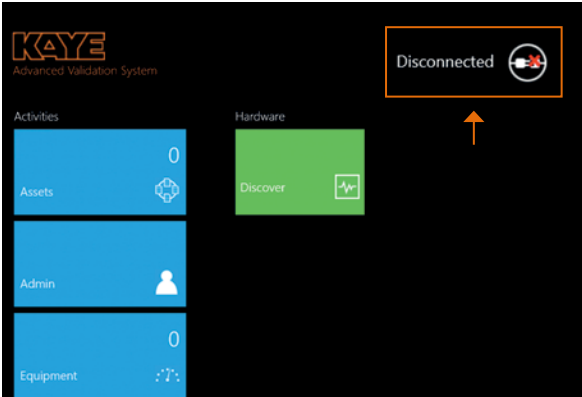 KAYE
Advanced Validation System
Disconnected
Activities
Hardware
0
Assets
Discover
Admin
0
Equipment